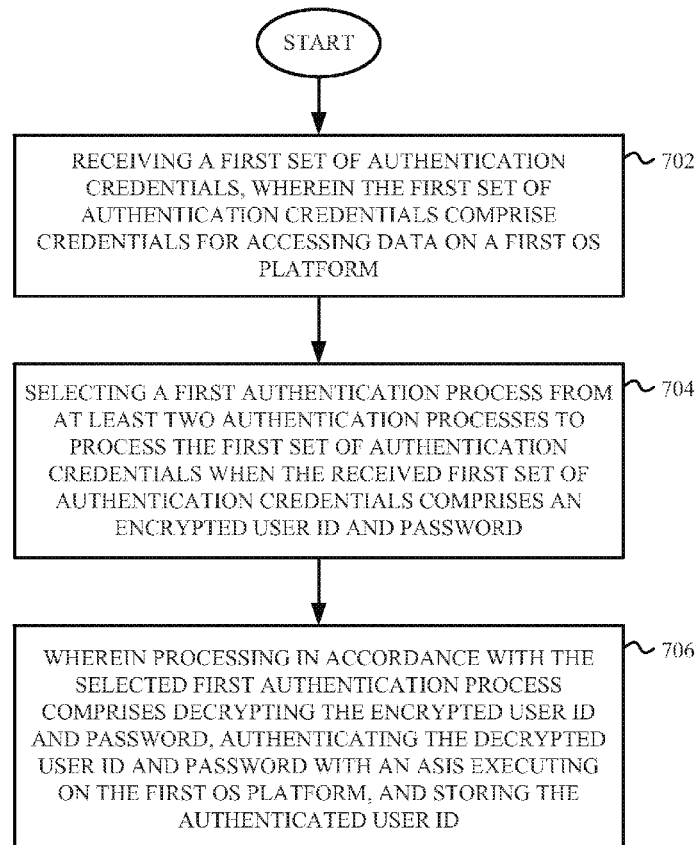 START
RECEIVING A FIRST SET OF AUTHENTICATION
CREDENTIALS, WHEREIN THE FIRST SET OF
AUTHENTICATION CREDENTIALS COMPRISE
CREDENTIALS FOR ACCESSING DATA ON A FIRST OS
PLATFORM
702
SELECTING A FIRST AUTHENTICATION PROCESS FROM
AT LEAST TWO AUTHENTICATION PROCESSES TO
PROCESS THE FIRST SET OF AUTHENTICATION
CREDENTIALS WHEN THE RECEIVED FIRST SET OF
AUTHENTICATION CREDENTIALS COMPRISES AN
ENCRYPTED USER ID AND PASSWORD
704
WHEREIN PROCESSING IN ACCORDANCE WITH THE
SELECTED FIRST AUTHENTICATION PROCESS
COMPRISES DECRYPTING THE ENCRYPTED USER ID
AND PASSWORD, AUTHENTICATING THE DECRYPTED
USER ID AND PASSWORD WITH AN ASIS EXECUTING
ON THE FIRST OS PLATFORM, AND STORING THE
AUTHENTICATED USER ID
706